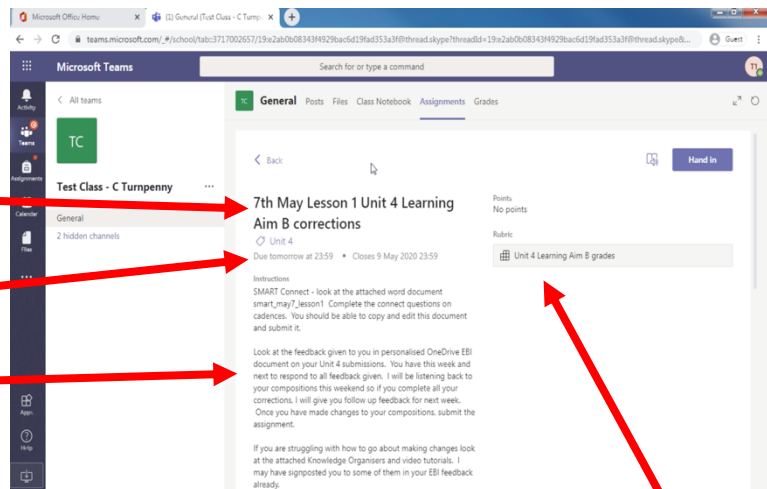 Microsoft Office Home
(1) General (Test Class - C Turnp
teams.microsoft.com/_#/school/tab::3717002657/19:e2ab0b08343f4929bac6d19fad353a3f@thread.skype?threadId=19:e2ab0b08343f4929bac6d19fad353a3f@thread.skype&...
Guest
Microsoft Teams
Search for or type a command
T1
Activity
Teams
Assignments
Calendar
Files
Apps
Help
All teams
TC
Test Class - C Turnpenny
General
2 hidden channels
TC
General Posts Files Class Notebook Assignments Grades
Back
Hand in
7th May Lesson 1 Unit 4 Learning
Aim B corrections
Unit 4
Due tomorrow at 23:59 • Closes 9 May 2020 23:59
Points
No points
Rubric
Unit 4 Learning Aim B grades
Instructions
SMART Connect - look at the attached word document
smart_may7_lesson1 Complete the connect questions on
cadences. You should be able to copy and edit this document
and submit it.
Look at the feedback given to you in personalised OneDrive EBI
document on your Unit 4 submissions. You have this week and
next to respond to all feedback given. I will be listening back to
your compositions this weekend so if you complete all your
corrections, I will give you follow up feedback for next week.
Once you have made changes to your compositions, submit the
assignment.
If you are struggling with how to go about making changes look
at the attached Knowledge Organisers and video tutorials. I
may have signposted you to some of them in your EBI feedback
already.